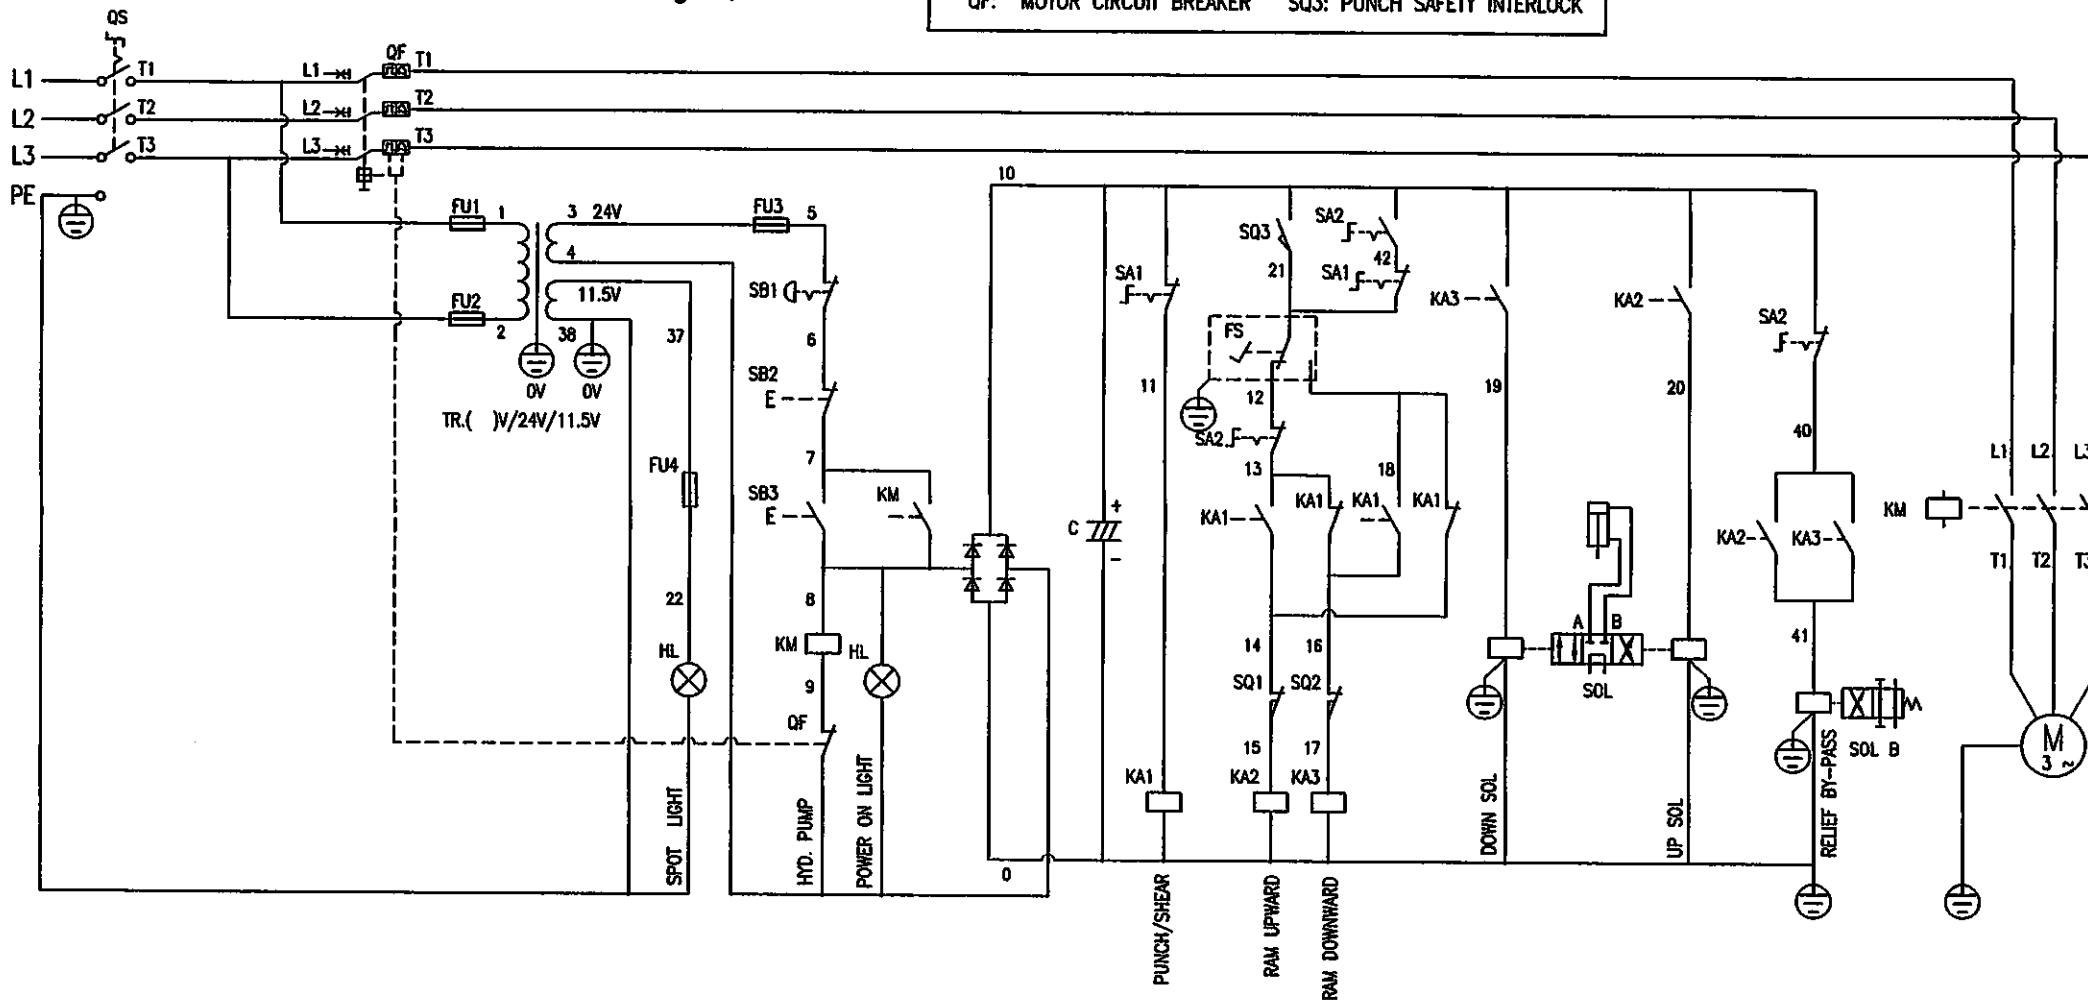 QF: MOTOR CIRCUIT BREAKER SQ3: PUNCH SAFETY INTERLOCK
QS
L1 T1 L1 QF T1
L2 T2 L2 T2
L3 T3 L3 T3
PE
10
FU1 1 3 24V FU3 5
4
SQ3 SA2
42
21 SA1
SA1
SB1
11.5V
FU2
2 38 37
KA3 KA2
SA2
6
FS
0V 0V
SB2
E
11 12 19 20
TR.( )V/24V/11.5V
SA2
40
7
FU4 13 18
L1 L2 L3
SB3 KM
E
KA1 KA1 KA1 KA1
C + -
KA2 KA3
KM
T1 T2 T3
22 8
A B
14 16 41
HL KM HL
9
SQ1 SQ2
SOL
QF
15 17
SOL B
M
3 ~
KA1 KA2 KA3
SPOT LIGHT
HYD. PUMP
POWER ON LIGHT
DOWN SOL
UP SOL
RELIEF BY-PASS
0
PUNCH/SHEAR
RAM UPWARD
RAM DOWNWARD